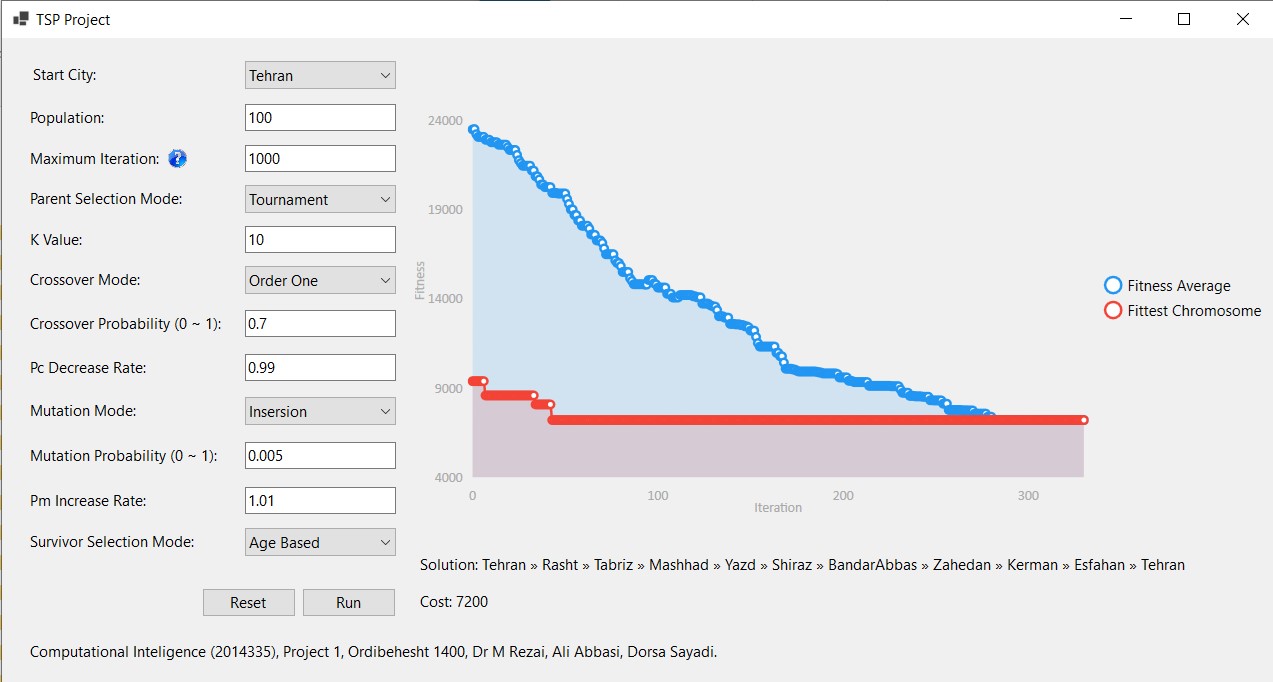 TSP Project
Start City: Tehran
Population: 100
Maximum Iteration: ? 1000
Parent Selection Mode: Tournament
K Value: 10
Crossover Mode: Order One
Crossover Probability (0 ~ 1): 0.7
Pc Decrease Rate: 0.99
Mutation Mode: Insersion
Mutation Probability (0 ~ 1): 0.005
Pm Increase Rate: 1.01
Survivor Selection Mode: Age Based
Reset Run
24000
19000
14000
9000
4000
Fitness
0 100 200 300
Iteration
Fitness Average
Fittest Chromosome
Solution: Tehran » Rasht » Tabriz » Mashhad » Yazd » Shiraz » BandarAbbas » Zahedan » Kerman » Esfahan » Tehran
Cost: 7200
Computational Inteligence (2014335), Project 1, Ordibehesht 1400, Dr M Rezai, Ali Abbasi, Dorsa Sayadi.